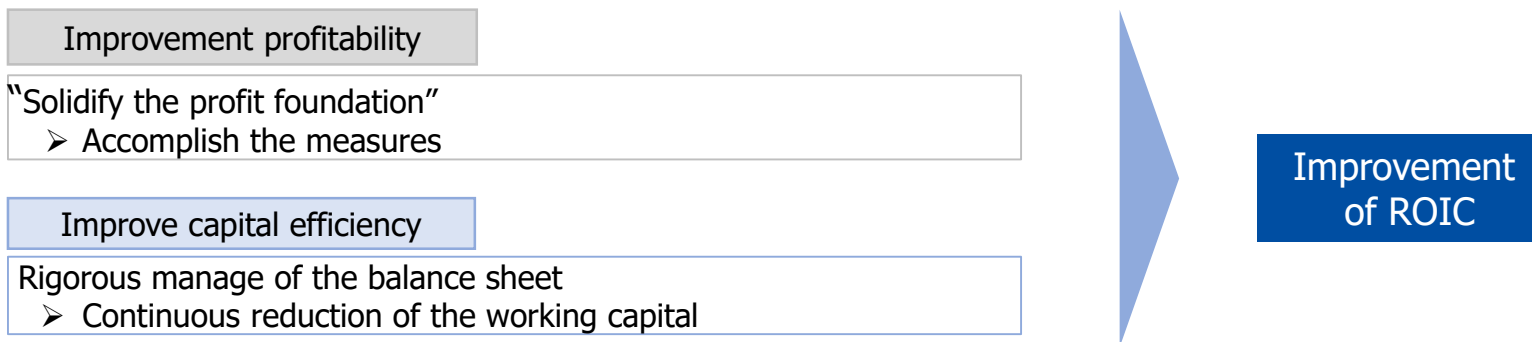 Improvement profitability
“Solidify the profit foundation”
➢ Accomplish the measures
Improve capital efficiency
Rigorous manage of the balance sheet
➢ Continuous reduction of the working capital
Improvement
of ROIC